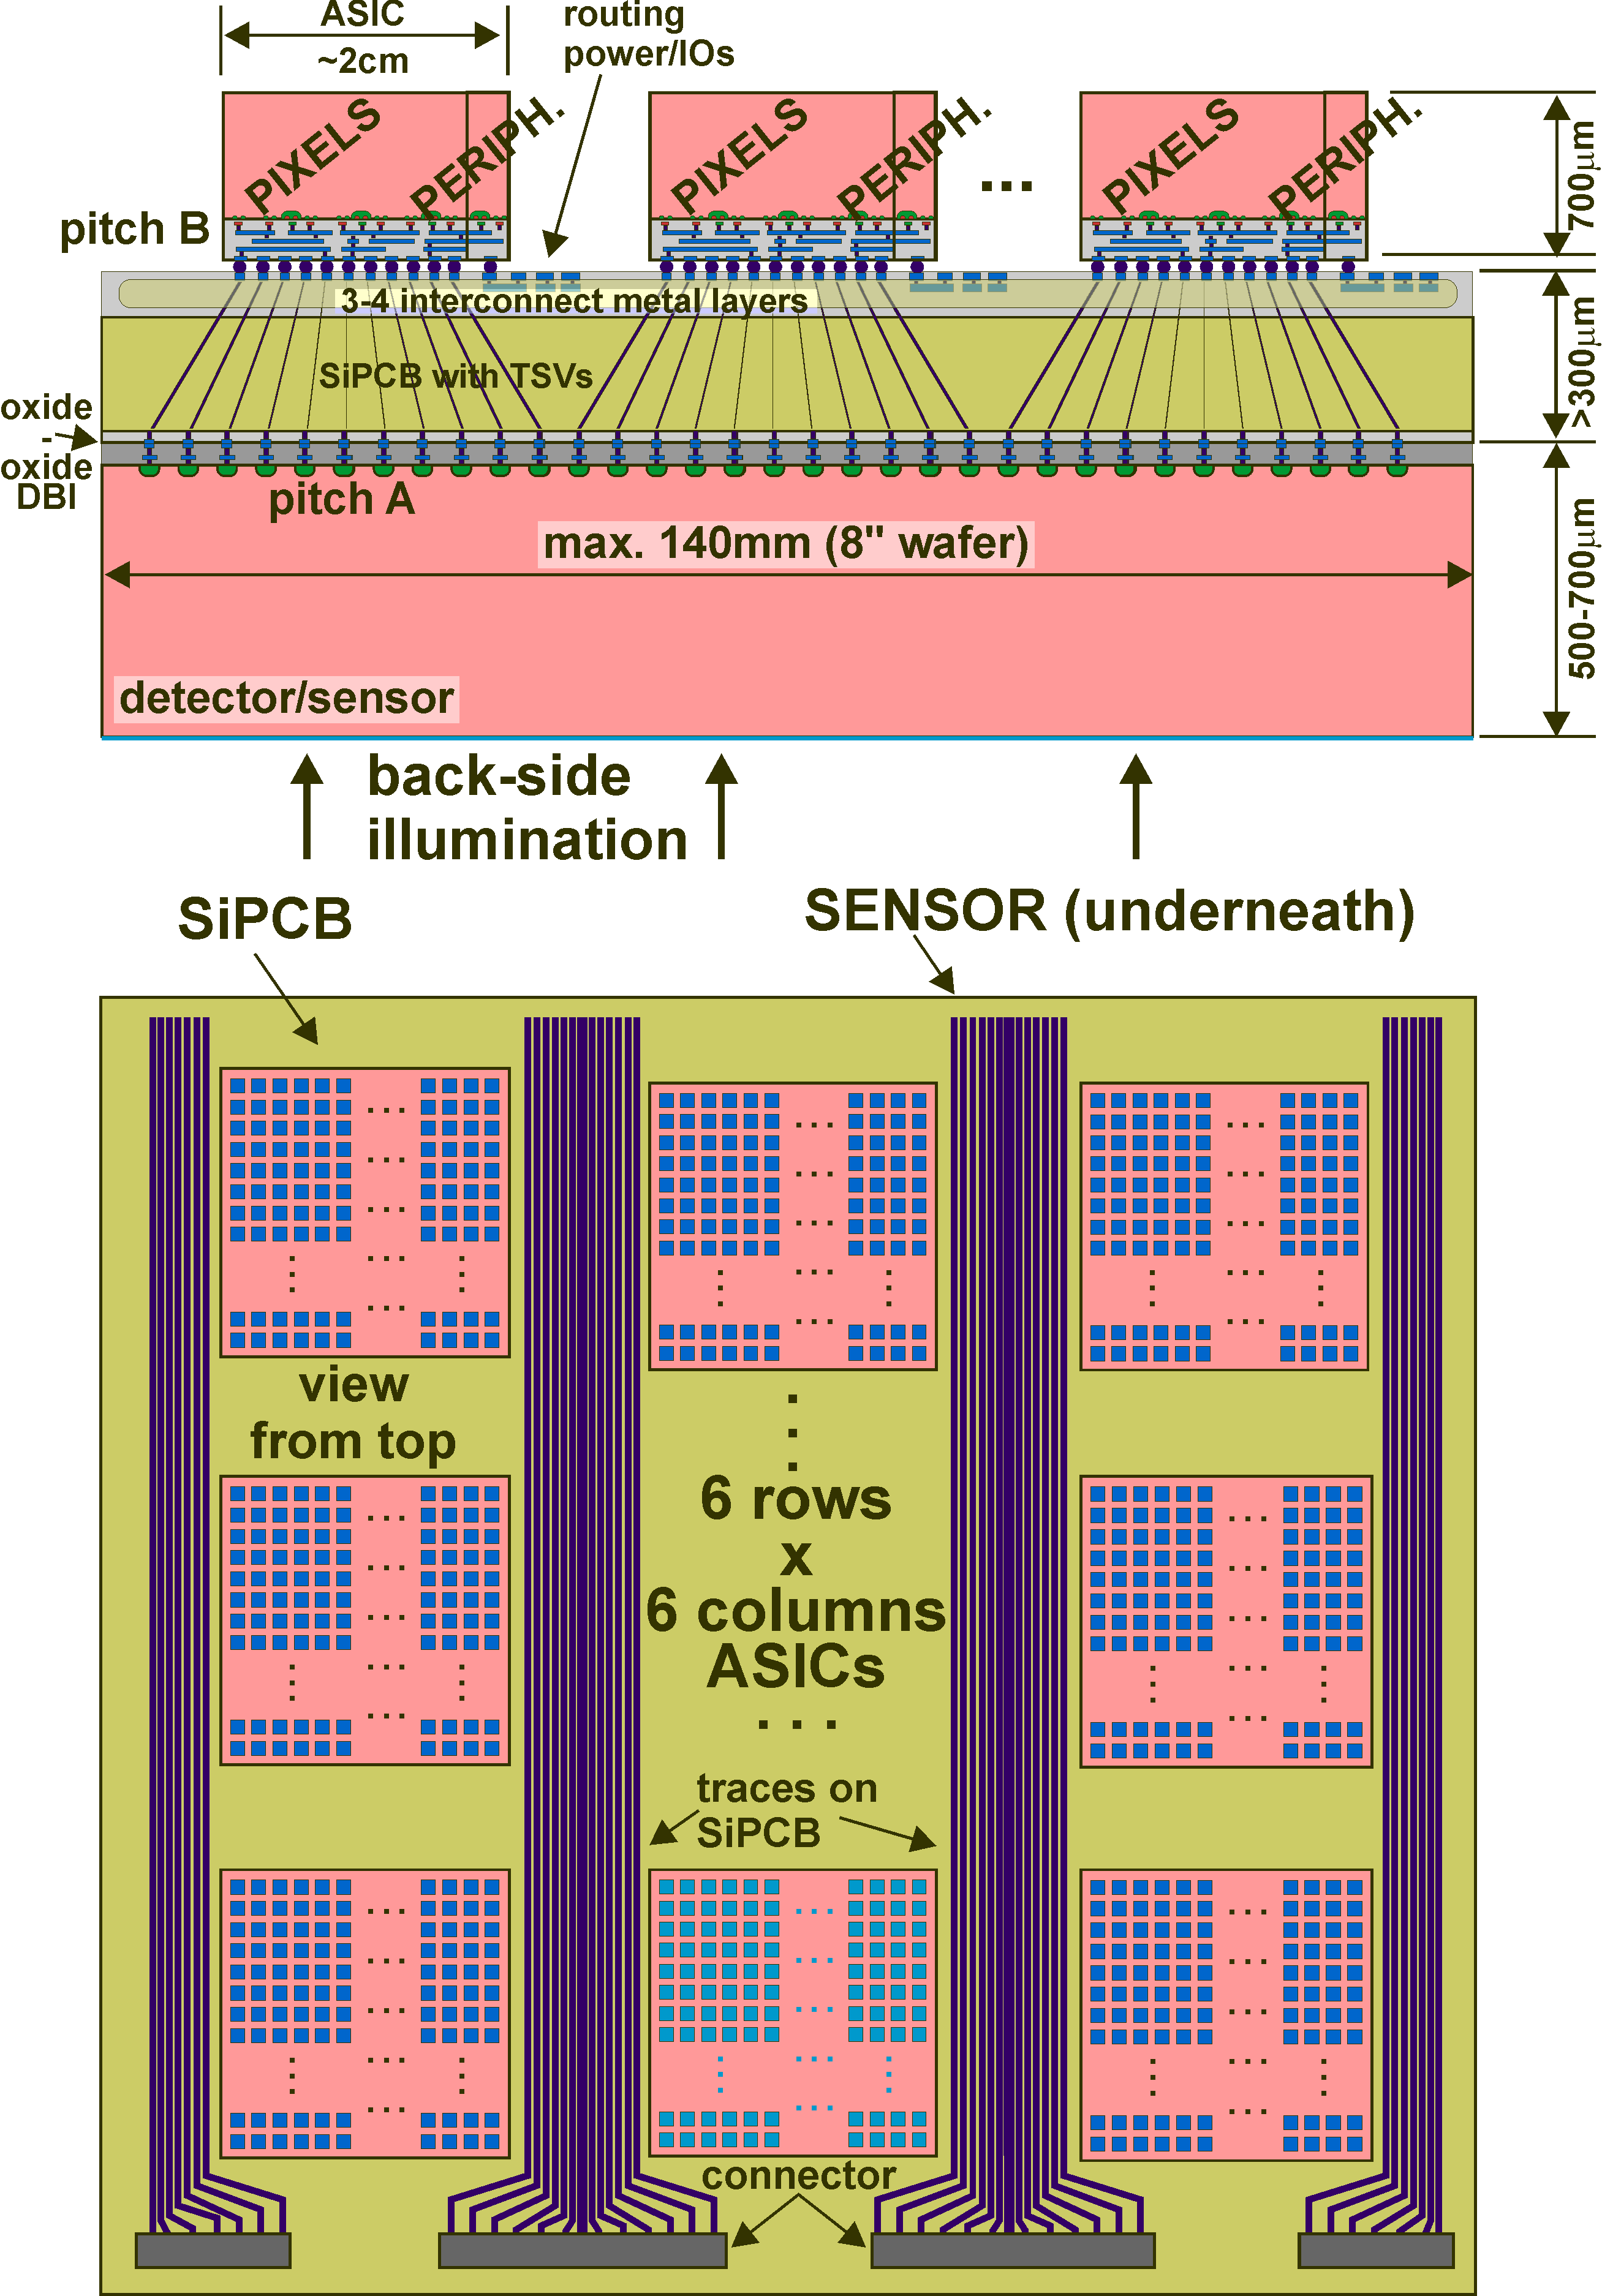 ASIC
~2cm
routing
power/IOs
PIXELS
PERIPH.
PIXELS
PERIPH.
...
PIXELS
PERIPH.
700µm
pitch B
3-4 interconnect metal layers
SiPCB with TSVs
>300µm
oxide
-
oxide
DBI
pitch A
max. 140mm (8" wafer)
500-700µm
detector/sensor
back-side
illumination
SiPCB
SENSOR (underneath)
view
from top
6 rows
x
6 columns
ASICs
. . .
traces on
SiPCB
connector